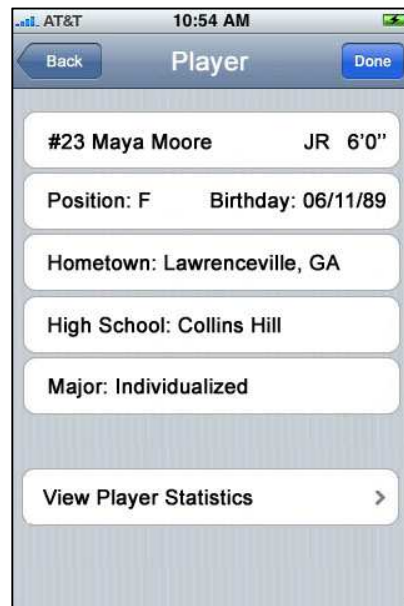 AT&T 10:54 AM
Back Player Done
#23 Maya Moore JR 6'0''
Position: F Birthday: 06/11/89
Hometown: Lawrenceville, GA
High School: Collins Hill
Major: Individualized
View Player Statistics